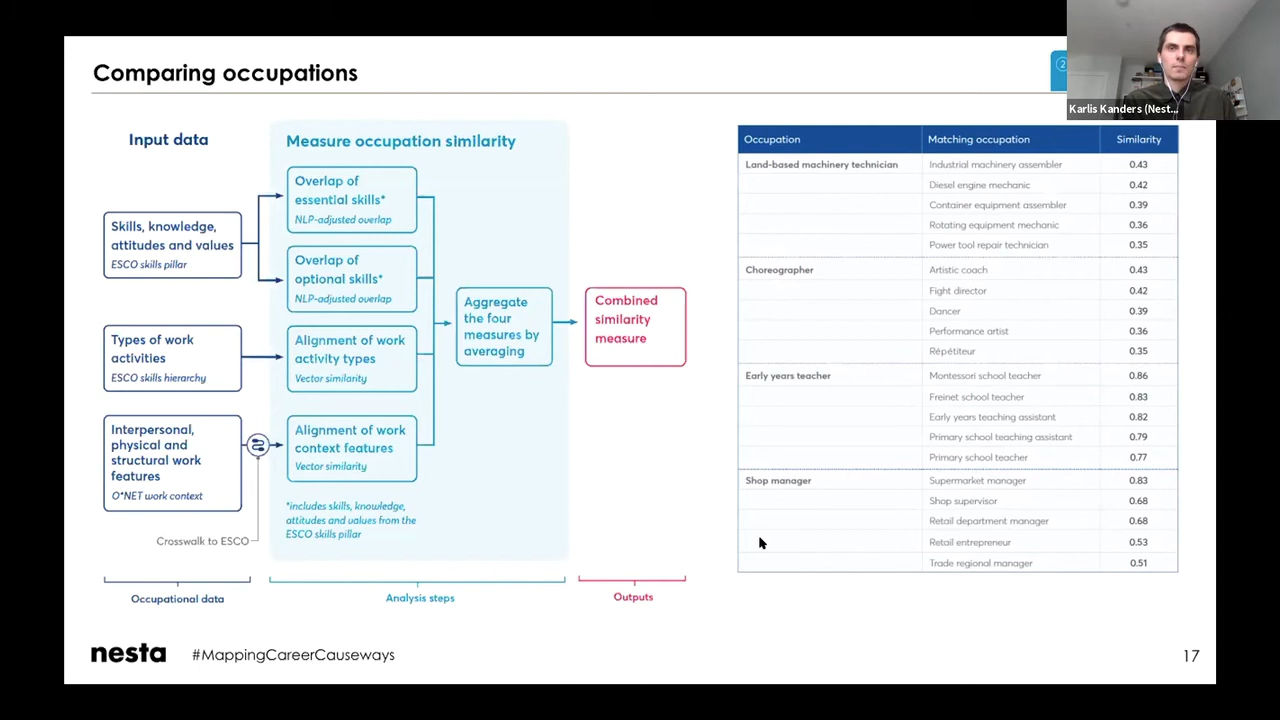 Comparing occupations
2
Karlis Kanders (Nest...
Input data
Measure occupation similarity
Skills, knowledge,
attitudes and values
ESCO skills pillar
Types of work
activities
ESCO skills hierarchy
Interpersonal,
physical and
structural work
features
O*NET work context
Crosswalk to ESCO
Overlap of
essential skills*
NLP-adjusted overlap
Overlap of
optional skills*
NLP-adjusted overlap
Alignment of work
activity types
Vector similarity
Alignment of work
context features
Vector similarity
*includes skills, knowledge,
attitudes and values from the
ESCO skills pillar
Aggregate
the four
measures by
averaging
Combined
similarity
measure
Occupational data
Analysis steps
Outputs
Occupation Matching occupation Similarity
Land-based machinery technician Industrial machinery assembler 0.43
Diesel engine mechanic 0.42
Container equipment assembler 0.39
Rotating equipment mechanic 0.36
Power tool repair technician 0.35
Choreographer Artistic coach 0.43
Fight director 0.42
Dancer 0.39
Performance artist 0.36
Répétiteur 0.35
Early years teacher Montessori school teacher 0.86
Freinet school teacher 0.83
Early years teaching assistant 0.82
Primary school teaching assistant 0.79
Primary school teacher 0.77
Shop manager Supermarket manager 0.83
Shop supervisor 0.68
Retail department manager 0.68
Retail entrepreneur 0.53
Trade regional manager 0.51
nesta #MappingCareerCauseways
17